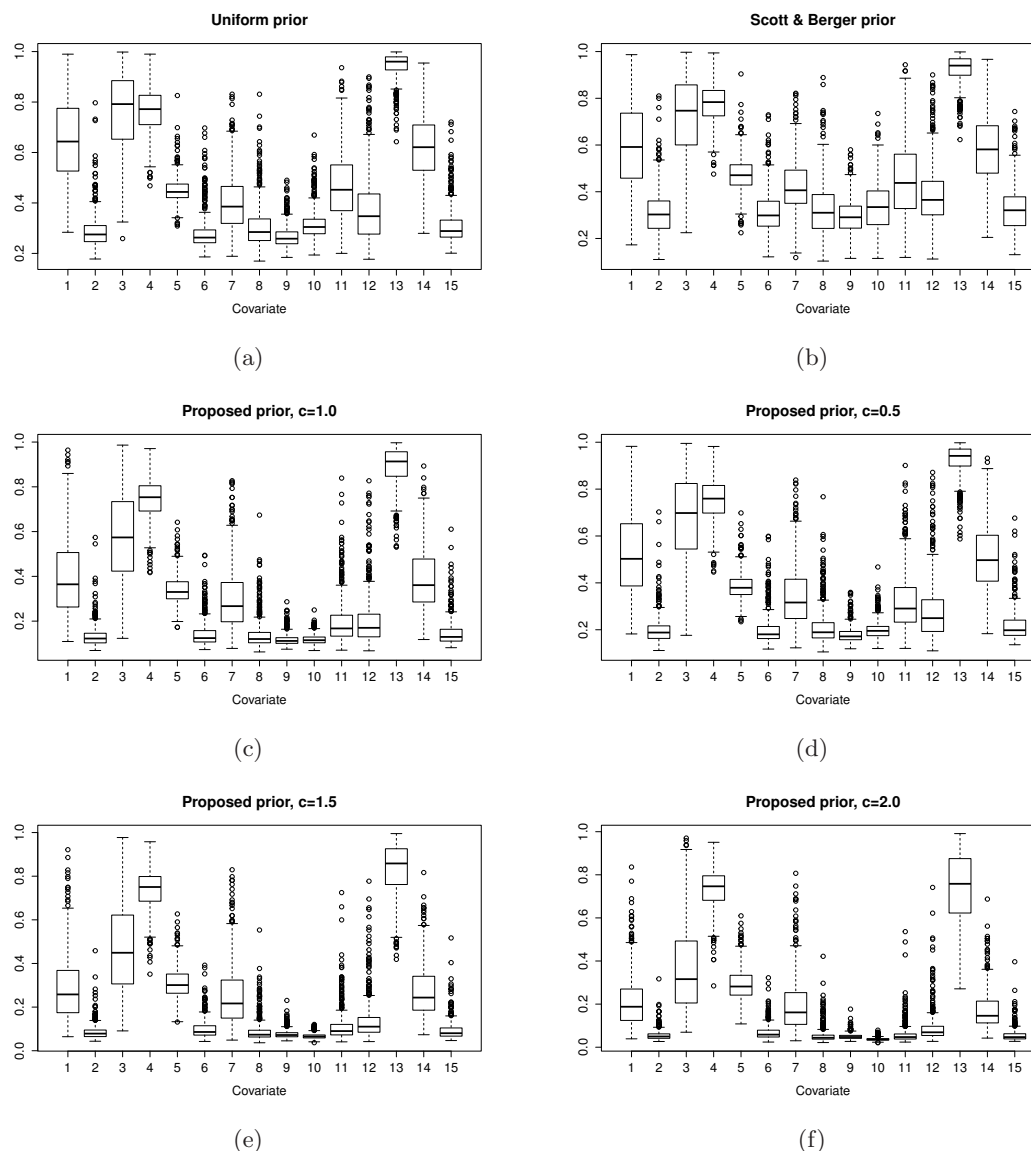 Uniform prior
1.0
0.8
0.6
0.4
0.2
1 2 3 4 5 6 7 8 9 10 11 12 13 14 15
Covariate
(a)
Scott & Berger prior
1.0
0.8
0.6
0.4
0.2
1 2 3 4 5 6 7 8 9 10 11 12 13 14 15
Covariate
(b)
Proposed prior, c=1.0
1.0
0.8
0.6
0.4
0.2
1 2 3 4 5 6 7 8 9 10 11 12 13 14 15
Covariate
(c)
Proposed prior, c=0.5
1.0
0.8
0.6
0.4
0.2
1 2 3 4 5 6 7 8 9 10 11 12 13 14 15
Covariate
(d)
Proposed prior, c=1.5
1.0
0.8
0.6
0.4
0.2
0.0
1 2 3 4 5 6 7 8 9 10 11 12 13 14 15
Covariate
(e)
Proposed prior, c=2.0
1.0
0.8
0.6
0.4
0.2
0.0
1 2 3 4 5 6 7 8 9 10 11 12 13 14 15
Covariate
(f)